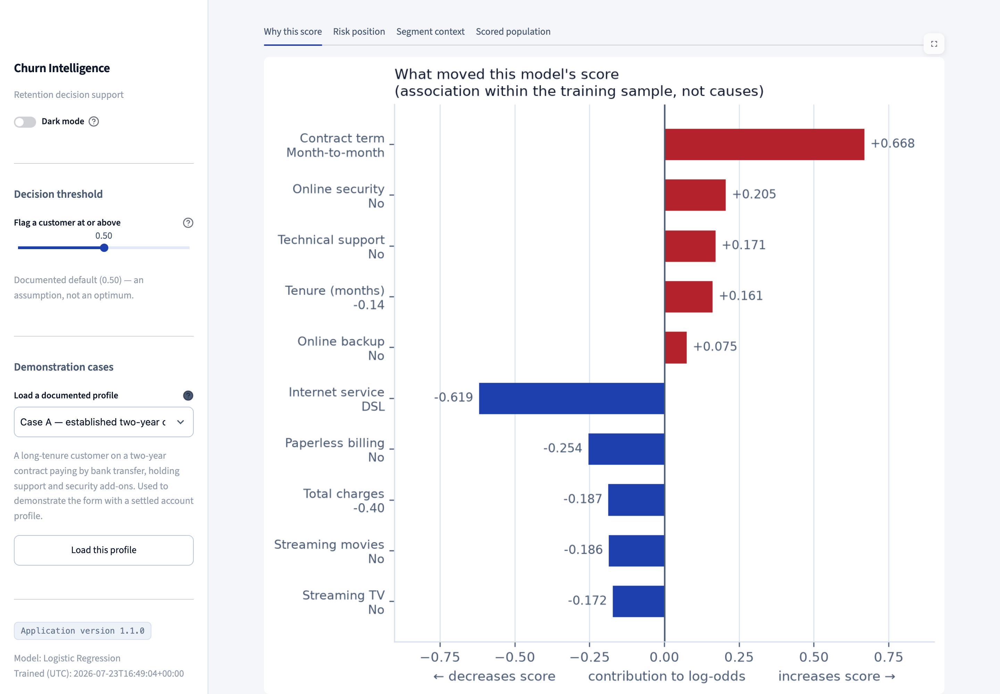 Churn Intelligence
Retention decision support
Dark mode
Decision threshold
Flag a customer at or above
0.50
Documented default (0.50) — an
assumption, not an optimum.
Demonstration cases
Load a documented profile
Case A — established two-year c
A long-tenure customer on a two-year
contract paying by bank transfer, holding
support and security add-ons. Used to
demonstrate the form with a settled account
profile.
Load this profile
Application version 1.1.0
Model: Logistic Regression
Trained (UTC): 2026-07-23T16:49:04+00:00
Why this score
Risk position
Segment context
Scored population
What moved this model's score
(association within the training sample, not causes)
Contract term
Month-to-month
+0.668
Online security
No
+0.205
Technical support
No
+0.171
Tenure (months)
-0.14
+0.161
Online backup
No
+0.075
Internet service
DSL
-0.619
Paperless billing
No
-0.254
Total charges
-0.40
-0.187
Streaming movies
No
-0.186
Streaming TV
No
-0.172
−0.75 −0.50 −0.25 0.00 0.25 0.50 0.75
← decreases score contribution to log-odds increases score →